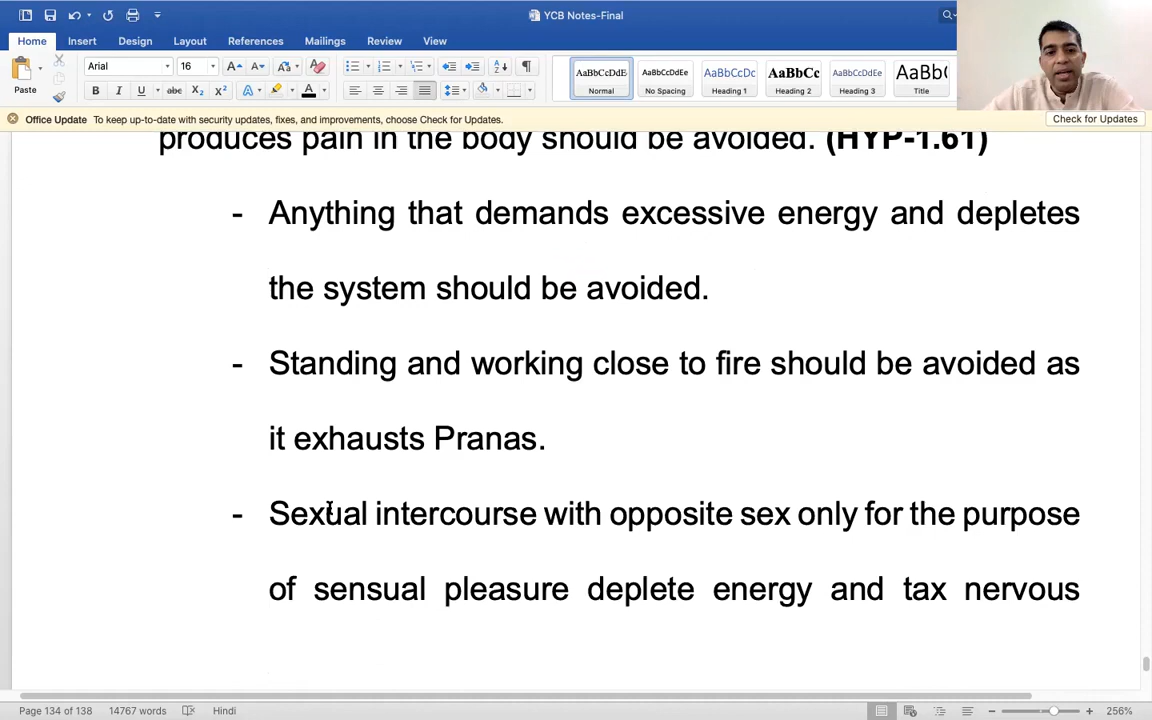 YCB Notes-Final
Home Insert Design Layout References Mailings Review View
Paste
Arial 16
AaBbCcDdE AaBbCcDdEe AaBbCcDc AaBbCc AaBbCcDdEe AaBb(
B I U abc X₂ X² A A
Normal No Spacing Heading 1 Heading 2 Heading 3 Title
Office Update To keep up-to-date with security updates, fixes, and improvements, choose Check for Updates.
Check for Updates
produces pain in the body should be avoided. (HYP-1.61)
- Anything that demands excessive energy and depletes
the system should be avoided.
- Standing and working close to fire should be avoided as
it exhausts Pranas.
- Sexual intercourse with opposite sex only for the purpose
of sensual pleasure deplete energy and tax nervous
Page 134 of 138 14767 words Hindi 256%